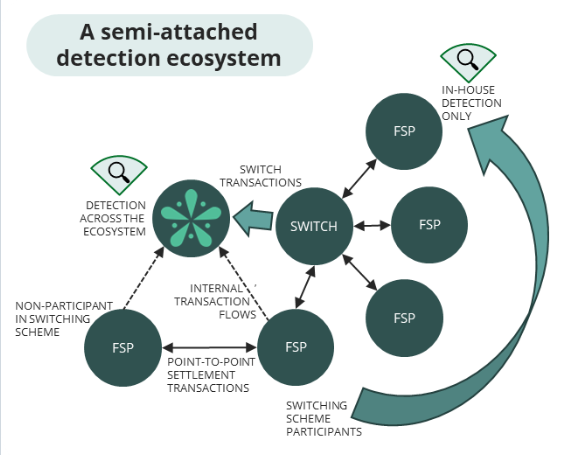 A semi-attached
detection ecosystem
IN-HOUSE
DETECTION
ONLY
FSP
SWITCH
TRANSACTIONS
DETECTION
ACROSS THE
ECOSYSTEM
SWITCH
FSP
INTERNAL
TRANSACTION
FLOWS
NON-PARTICIPANT
IN SWITCHING
SCHEME
FSP
FSP
FSP
POINT-TO-POINT
SETTLEMENT
TRANSACTIONS
SWITCHING
SCHEME
PARTICIPANTS